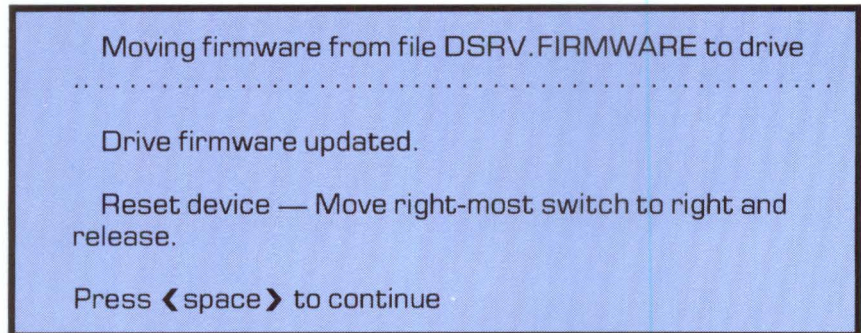 Moving firmware from file DSRV.FIRMWARE to drive
. . . . . . . . . . . . . . . . . . . . . . . . . . . . . . . . . . . . . . . . . . . . . . .
Drive firmware updated.
Reset device — Move right-most switch to right and
release.
Press ❮space❯ to continue